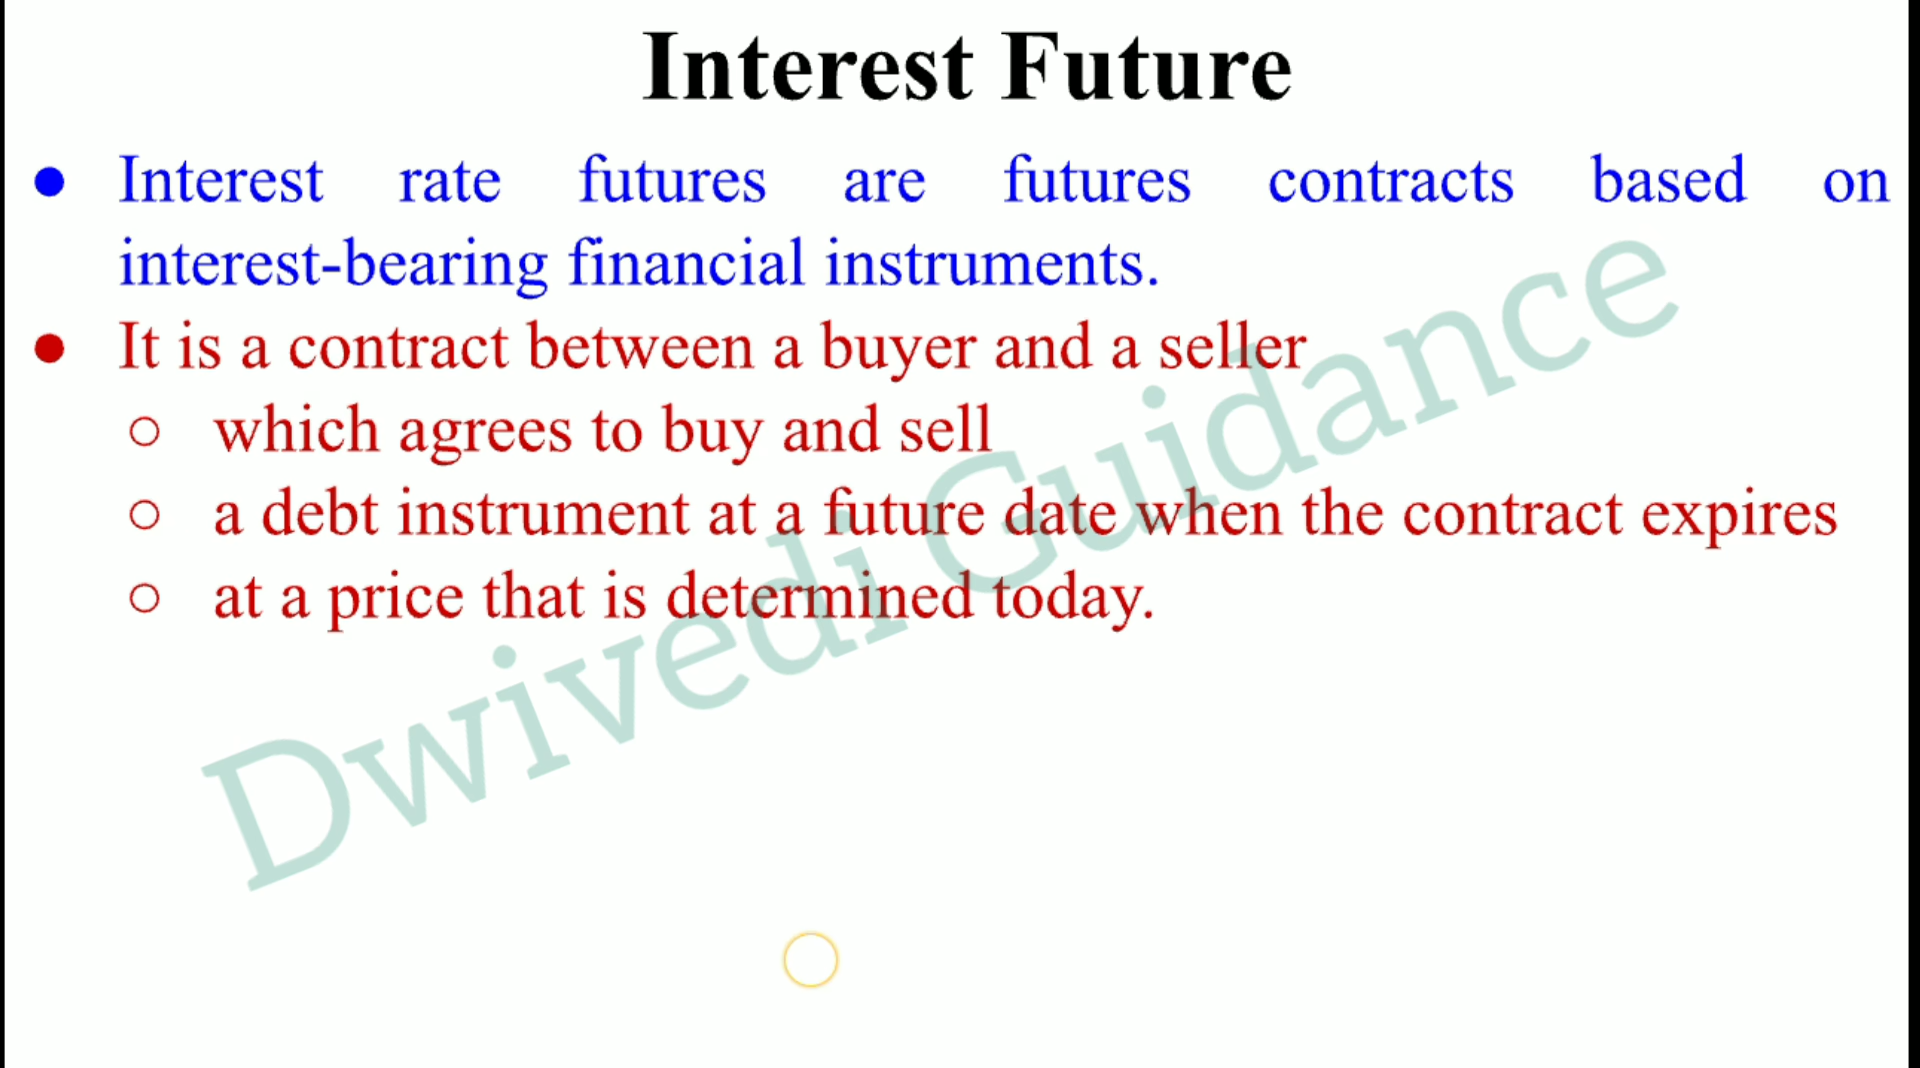 Interest Future
● Interest rate futures are futures contracts based on
interest-bearing financial instruments.
● It is a contract between a buyer and a seller
○ which agrees to buy and sell
○ a debt instrument at a future date when the contract expires
○ at a price that is determined today.
Dwivedi Guidance